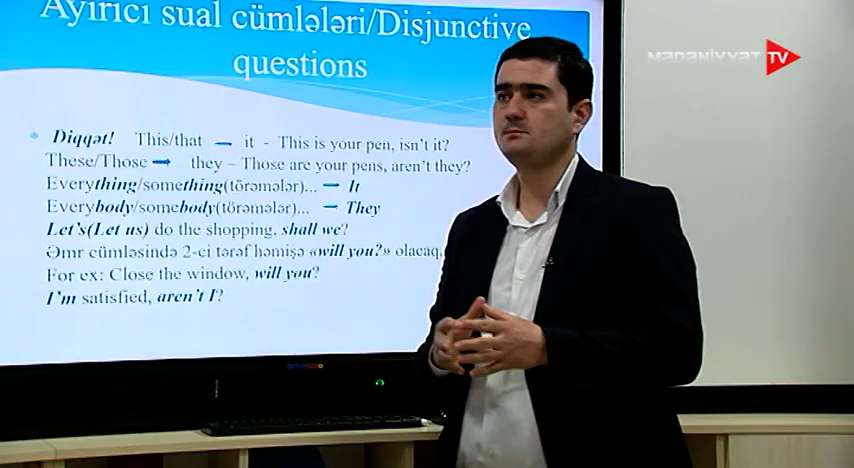 Ayırıcı sual cümlələri/Disjunctive
questions
MƏDƏNİYYƏT TV
* Diqqət! This/that → it - This is your pen, isn't it?
These/Those → they – Those are your pens, aren't they?
Everything/something(törəmələr)... – It
Everybody/somebody(törəmələr)... – They
Let's(Let us) do the shopping, shall we?
Əmr cümləsində 2-ci tərəf həmişə «will you?» olacaq.
For ex: Close the window, will you?
I'm satisfied, aren't I?